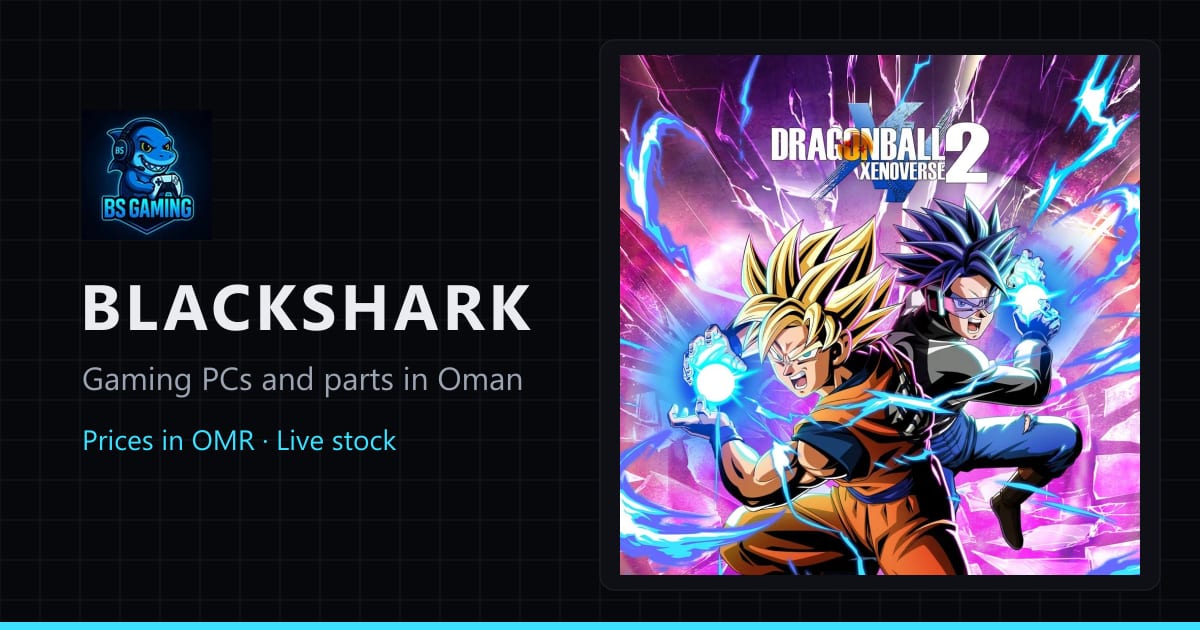 BS
BS GAMING
BLACKSHARK
Gaming PCs and parts in Oman
Prices in OMR · Live stock
DRAGONBALL
XENOVERSE 2